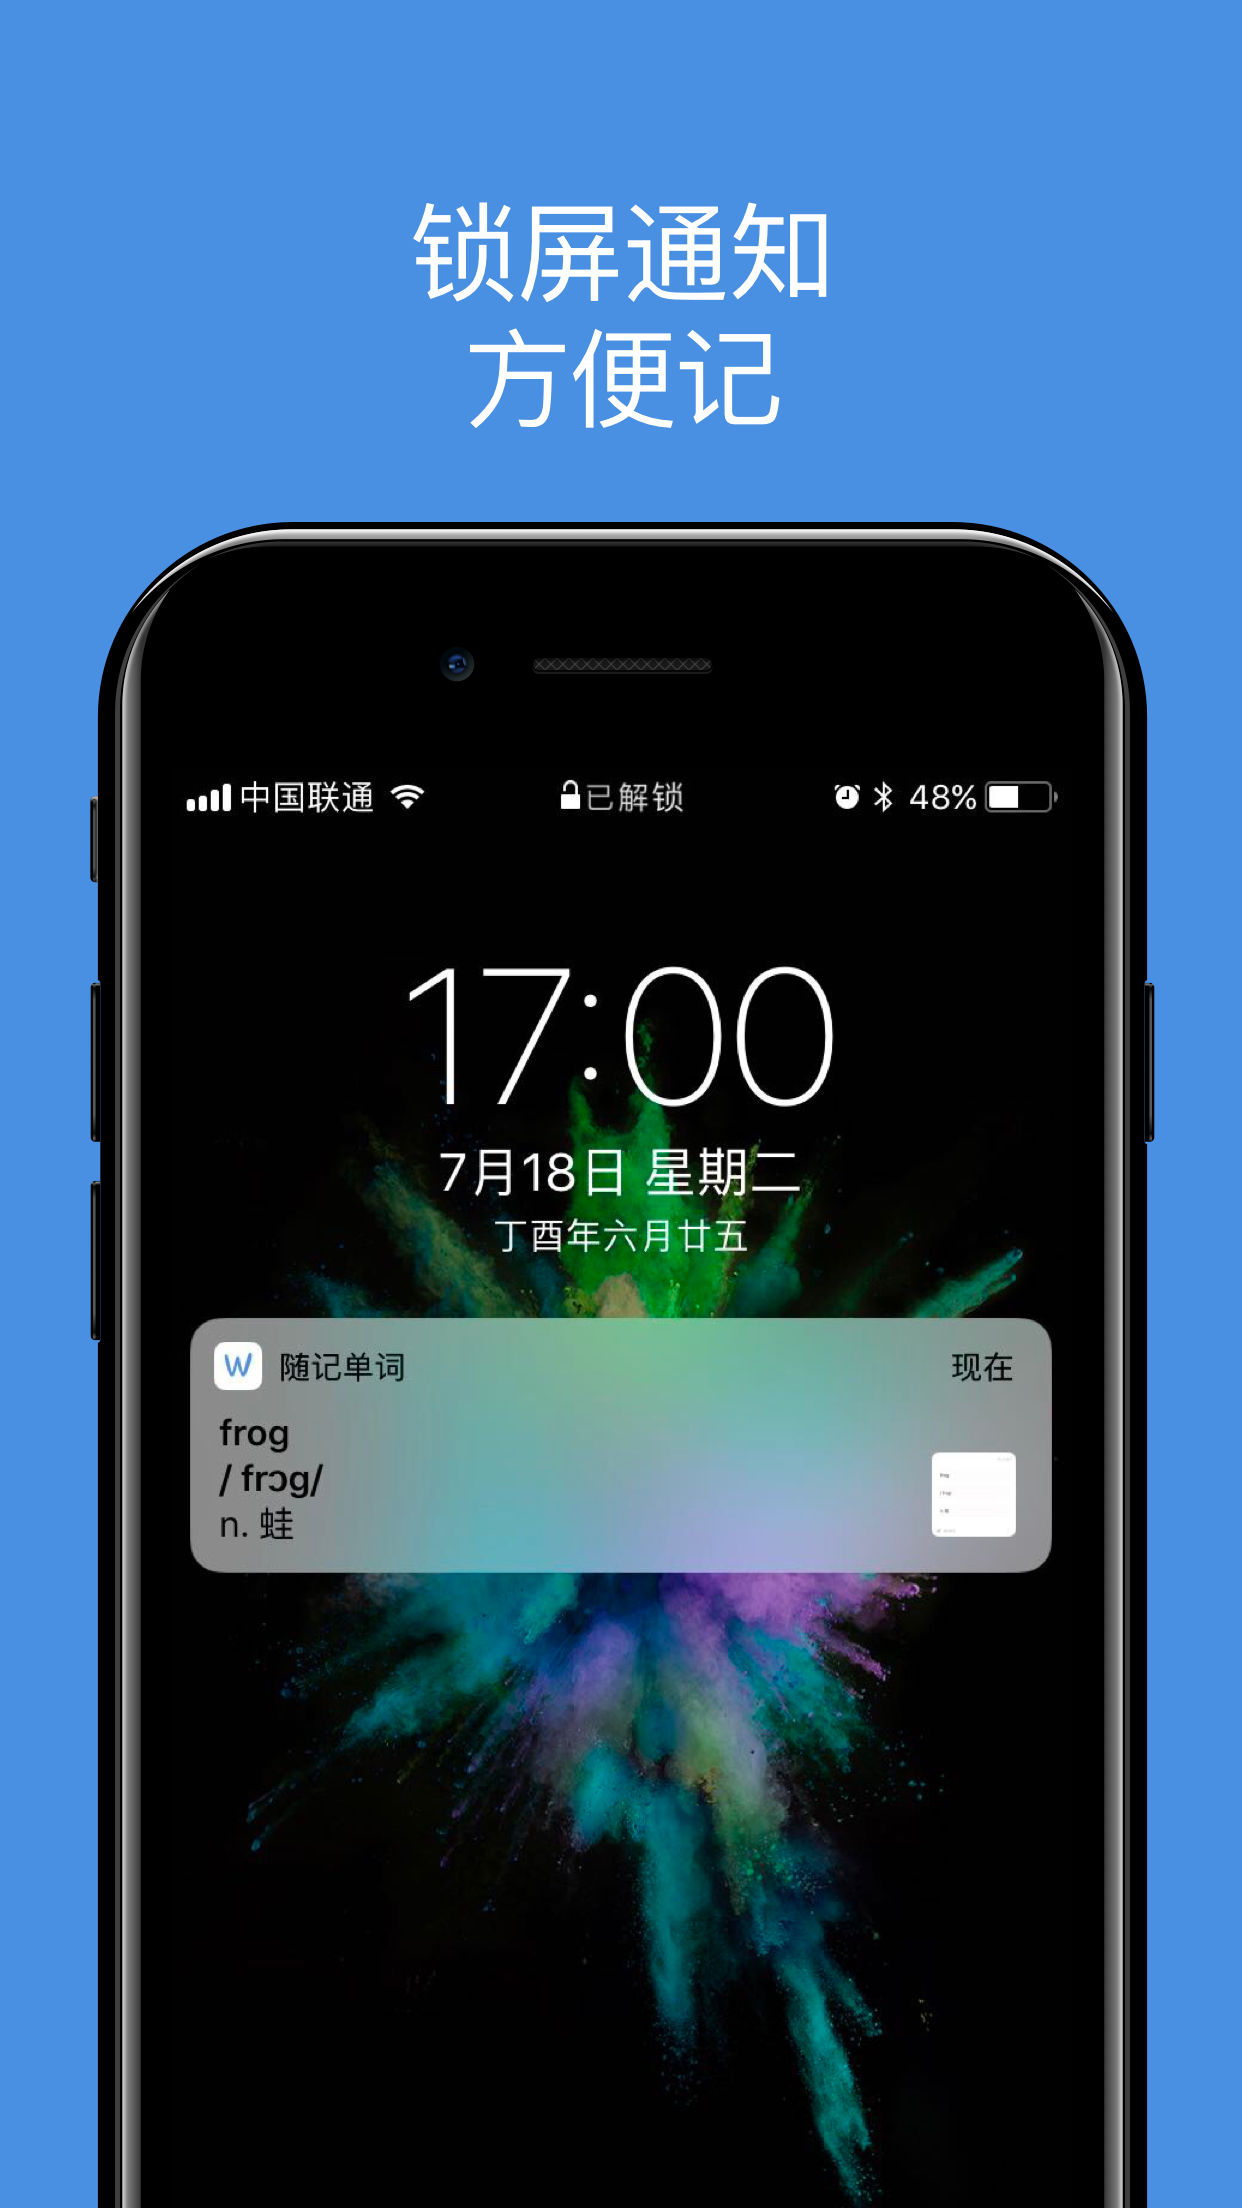 锁屏通知
方便记
中国联通 已解锁 48%
17:00
7月18日 星期二
丁酉年六月廿五
W 随记单词 现在
frog
/ frɔg/
n. 蛙